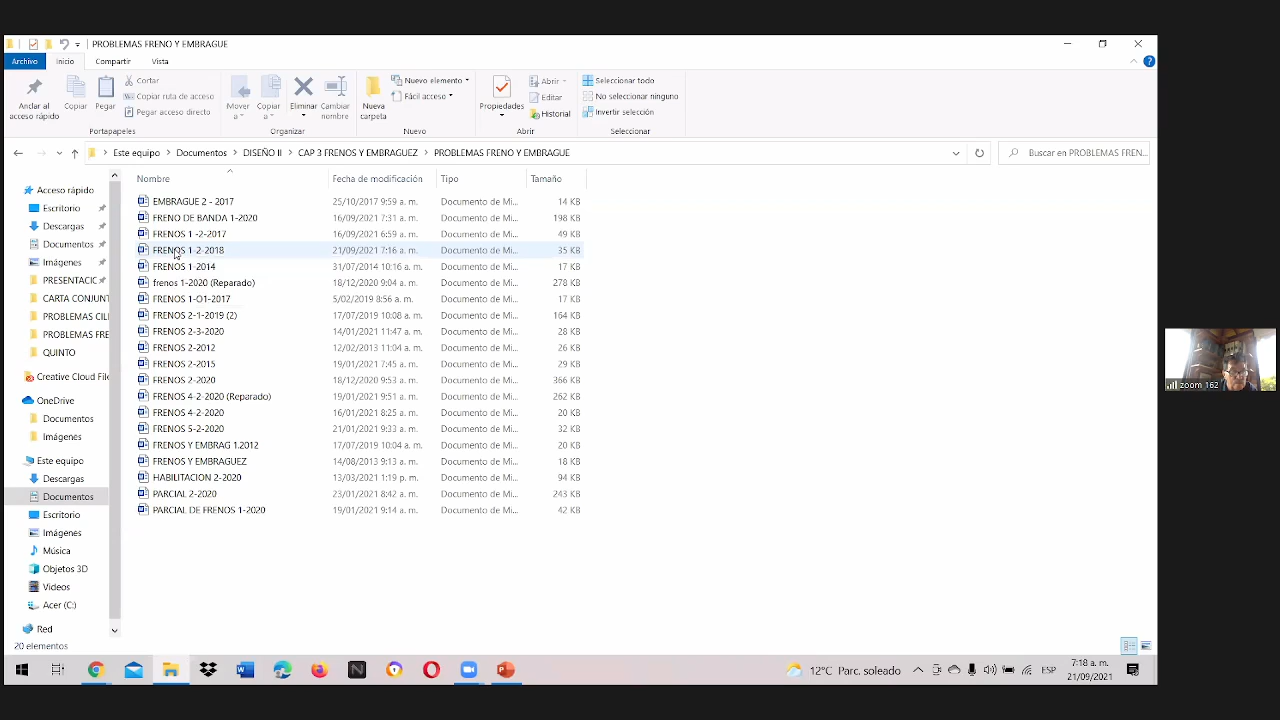 PROBLEMAS FRENO Y EMBRAGUE
Archivo Inicio Compartir Vista
Anclar al acceso rápido
Copiar
Pegar
Cortar
Copiar ruta de acceso
Pegar acceso directo
Portapapeles
Mover a
Copiar a
Eliminar
Cambiar nombre
Organizar
Nueva carpeta
Nuevo elemento
Fácil acceso
Nuevo
Propiedades
Abrir
Editar
Historial
Abrir
Seleccionar todo
No seleccionar ninguno
Invertir selección
Seleccionar
Este equipo > Documentos > DISEÑO II > CAP 3 FRENOS Y EMBRAGUEZ > PROBLEMAS FRENO Y EMBRAGUE
Buscar en PROBLEMAS FREN...
Acceso rápido
Escritorio
Descargas
Documentos
Imágenes
PRESENTACIC
CARTA CONJUNT
PROBLEMAS CIL
PROBLEMAS FRE
QUINTO
Creative Cloud File
OneDrive
Documentos
Imágenes
Este equipo
Descargas
Documentos
Escritorio
Imágenes
Música
Objetos 3D
Videos
Acer (C:)
Red
Nombre Fecha de modificación Tipo Tamaño
EMBRAGUE 2 - 2017 25/10/2017 9:59 a. m. Documento de Mi... 14 KB
FRENO DE BANDA 1-2020 16/09/2021 7:31 a. m. Documento de Mi... 198 KB
FRENOS 1 -2-2017 16/09/2021 6:59 a. m. Documento de Mi... 49 KB
FRENOS 1-2-2018 21/09/2021 7:16 a. m. Documento de Mi... 35 KB
FRENOS 1-2014 31/07/2014 10:16 a. m. Documento de Mi... 17 KB
frenos 1-2020 (Reparado) 18/12/2020 9:04 a. m. Documento de Mi... 278 KB
FRENOS 1-O1-2017 5/02/2019 8:56 a. m. Documento de Mi... 17 KB
FRENOS 2-1-2019 (2) 17/07/2019 10:08 a. m. Documento de Mi... 164 KB
FRENOS 2-3-2020 14/01/2021 11:47 a. m. Documento de Mi... 28 KB
FRENOS 2-2012 12/02/2013 11:04 a. m. Documento de Mi... 26 KB
FRENOS 2-2015 19/01/2021 7:45 a. m. Documento de Mi... 29 KB
FRENOS 2-2020 18/12/2020 9:53 a. m. Documento de Mi... 366 KB
FRENOS 4-2-2020 (Reparado) 19/01/2021 9:51 a. m. Documento de Mi... 262 KB
FRENOS 4-2-2020 16/01/2021 8:25 a. m. Documento de Mi... 20 KB
FRENOS 5-2-2020 21/01/2021 9:33 a. m. Documento de Mi... 32 KB
FRENOS Y EMBRAG 1.2012 17/07/2019 10:04 a. m. Documento de Mi... 20 KB
FRENOS Y EMBRAGUEZ 14/08/2013 9:13 a. m. Documento de Mi... 18 KB
HABILITACION 2-2020 13/03/2021 1:19 p. m. Documento de Mi... 94 KB
PARCIAL 2-2020 23/01/2021 8:42 a. m. Documento de Mi... 243 KB
PARCIAL DE FRENOS 1-2020 19/01/2021 9:14 a. m. Documento de Mi... 42 KB
20 elementos
zoom 162
12°C Parc. soleado
ESP
7:18 a. m.
21/09/2021